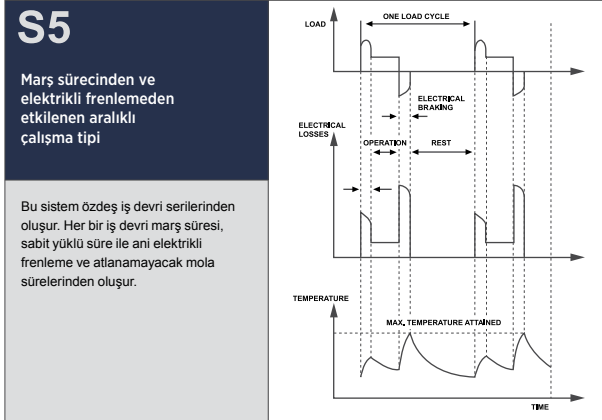 S5
Marş sürecinden ve
elektrikli frenlemeden
etkilenen aralıklı
çalışma tipi
Bu sistem özdeş iş devri serilerinden
oluşur. Her bir iş devri marş süresi,
sabit yüklü süre ile ani elektrikli
frenleme ve atlanamayacak mola
sürelerinden oluşur.
LOAD
ONE LOAD CYCLE
ELECTRICAL
BRAKING
ELECTRICAL
LOSSES
OPERATION
REST
TEMPERATURE
MAX. TEMPERATURE ATTAINED
TIME